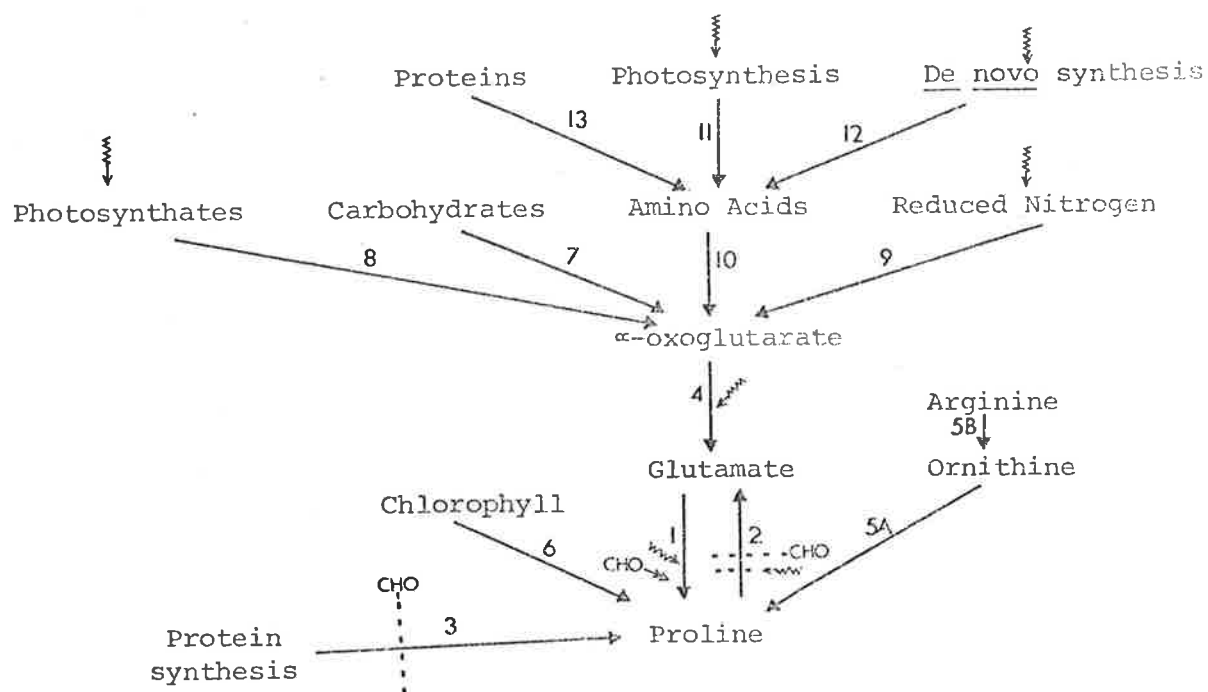 Proteins
Photosynthesis
De novo synthesis
13
11
12
Photosynthates
Carbohydrates
Amino Acids
Reduced Nitrogen
8
7
10
9
α-oxoglutarate
4
Arginine
5B
Glutamate
Ornithine
Chlorophyll
1
2
5A
6
CHO
CHO
CHO
3
Proline
Protein
synthesis